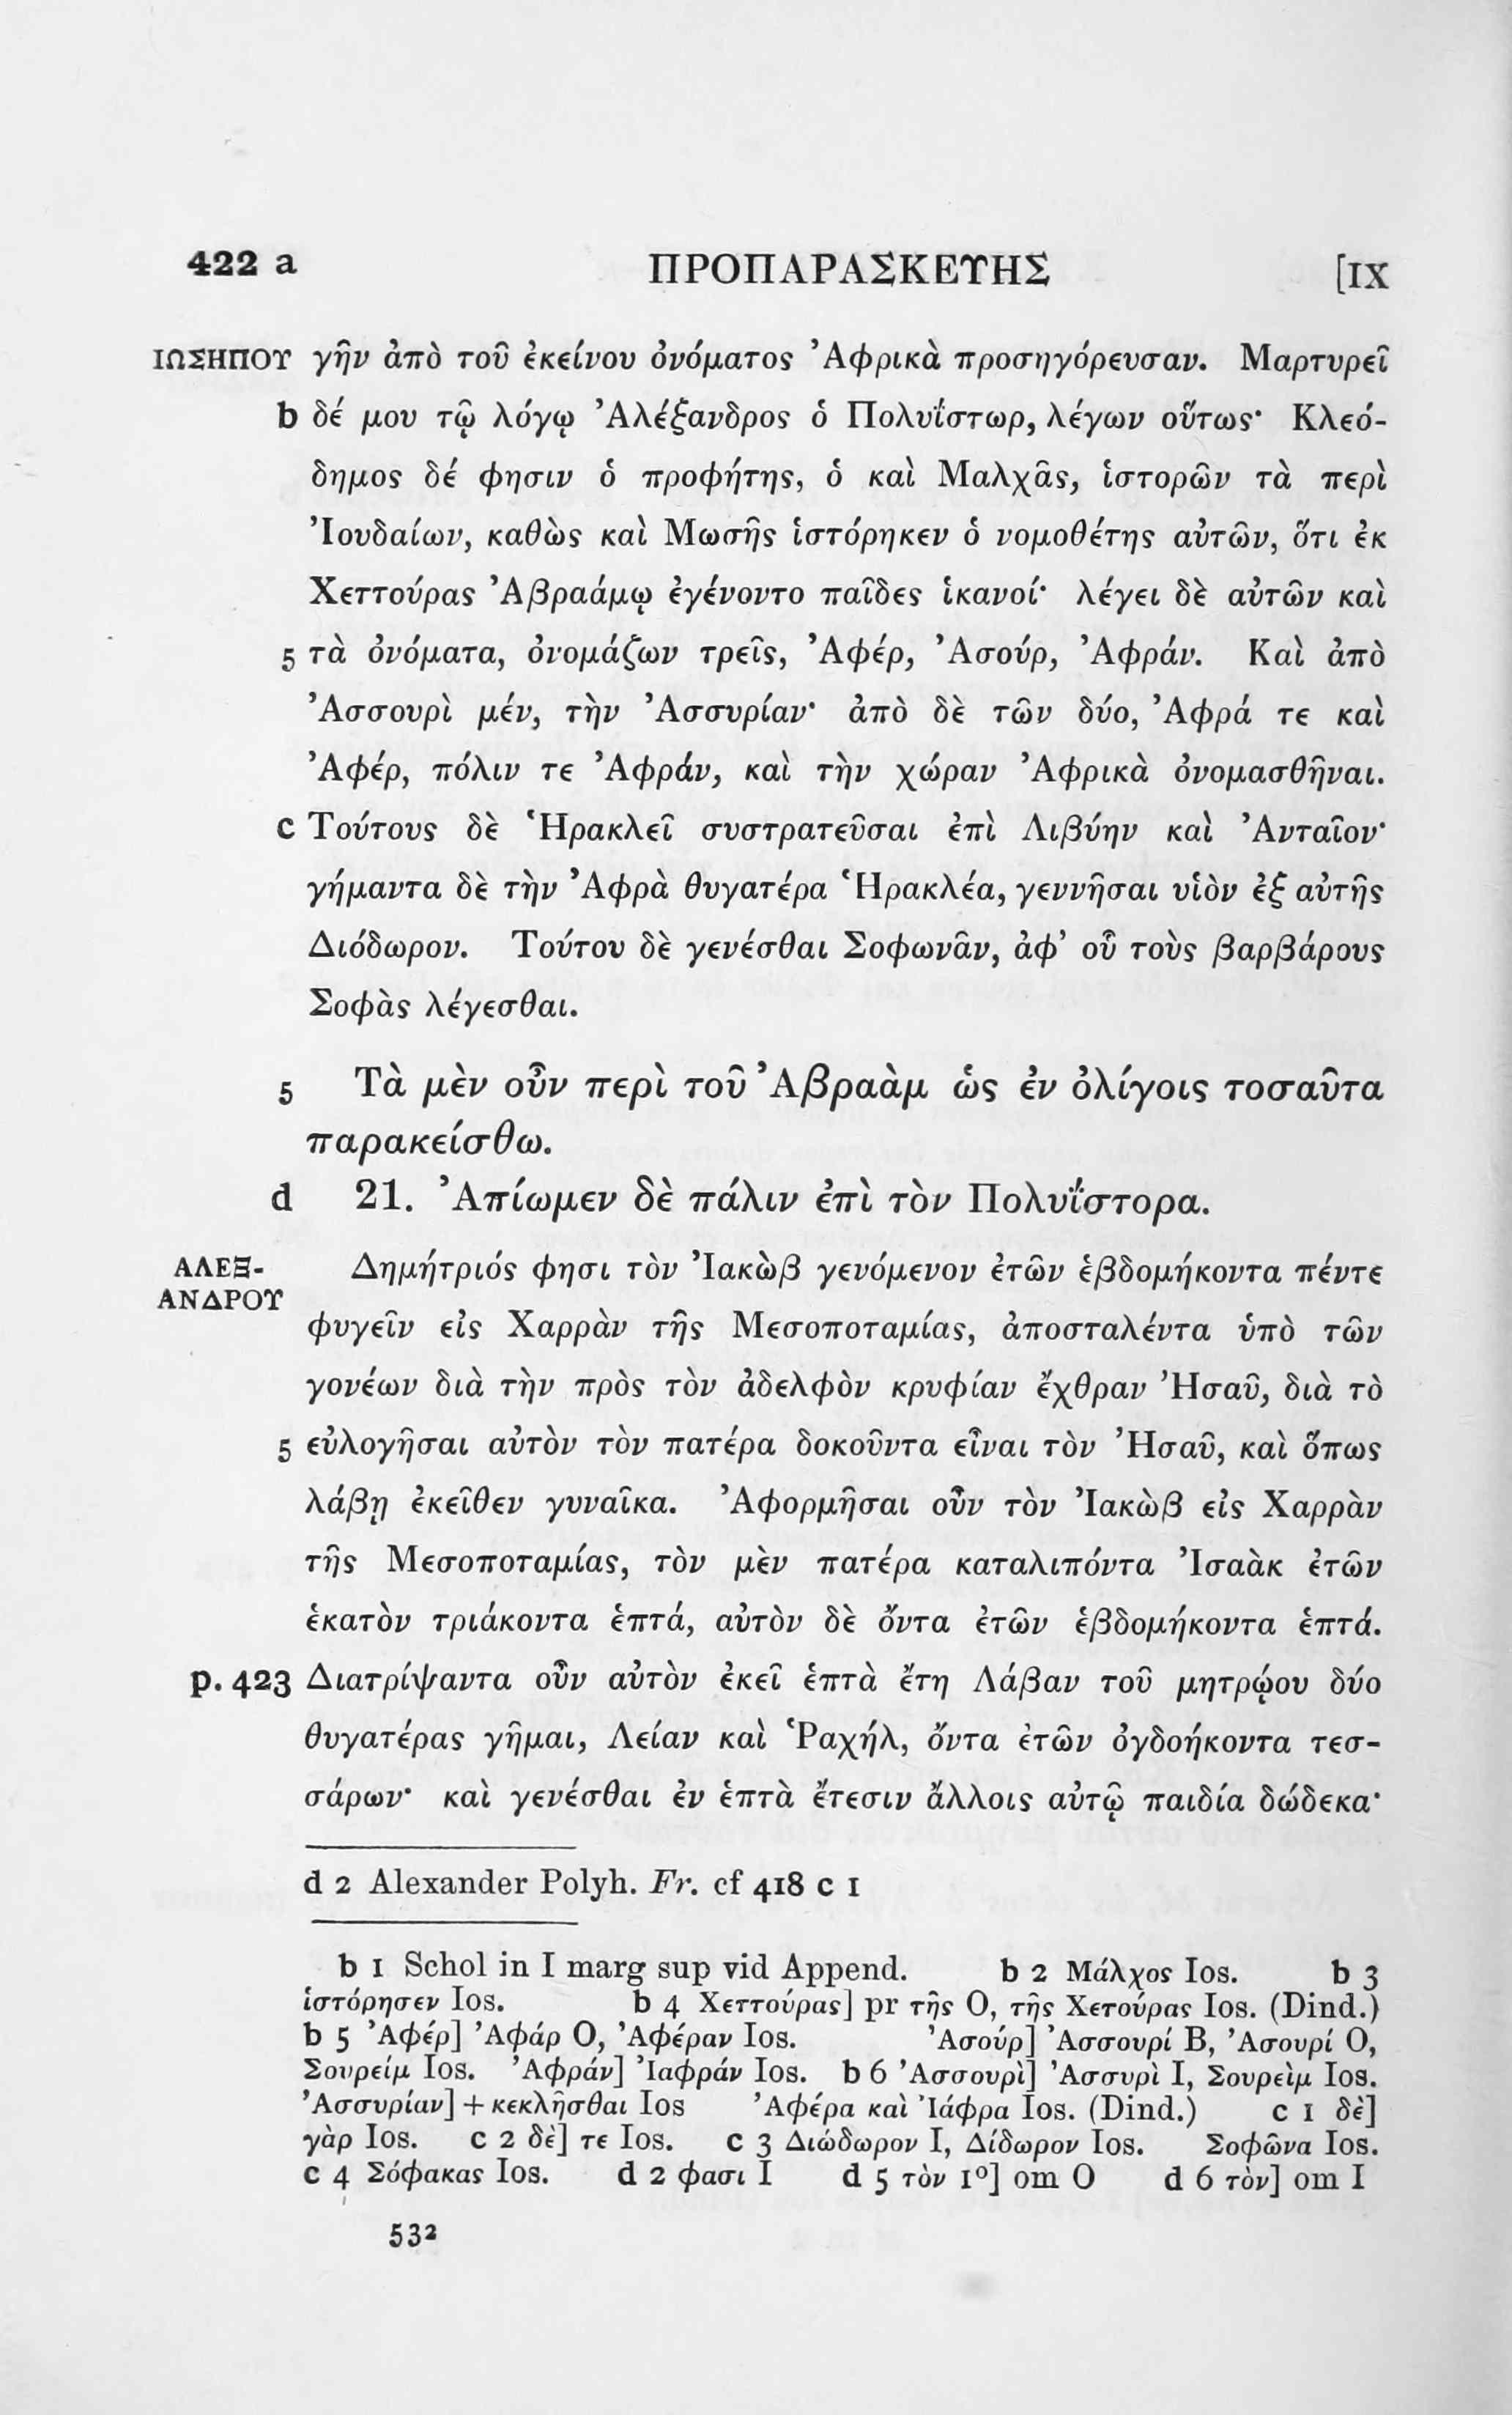 422 a ΠΡΟΠΑΡΑΣΚΕΥΗΣ [IX
ΙΩΣΗΠΟΥ γῆν ἀπὸ τοῦ ἐκείνου ὀνόματος Ἀφρικὰ προσηγόρευσαν. Μαρτυρεῖ
b δέ μου τῷ λόγῳ Ἀλέξανδρος ὁ Πολυΐστωρ, λέγων οὕτως· Κλεό-
δημος δέ φησιν ὁ προφήτης, ὁ καὶ Μαλχᾶς, ἱστορῶν τὰ περὶ
Ἰουδαίων, καθὼς καὶ Μωσῆς ἱστόρηκεν ὁ νομοθέτης αὐτῶν, ὅτι ἐκ
Χεττούρας Ἀβραάμῳ ἐγένοντο παῖδες ἱκανοί· λέγει δὲ αὐτῶν καὶ
5 τὰ ὀνόματα, ὀνομάζων τρεῖς, Ἀφέρ, Ἀσούρ, Ἀφράν. Καὶ ἀπὸ
Ἀσσουρὶ μέν, τὴν Ἀσσυρίαν· ἀπὸ δὲ τῶν δύο, Ἀφρά τε καὶ
Ἀφέρ, πόλιν τε Ἀφράν, καὶ τὴν χώραν Ἀφρικὰ ὀνομασθῆναι.
c Τούτους δὲ Ἡρακλεῖ συστρατεῦσαι ἐπὶ Λιβύην καὶ Ἀνταῖον·
γήμαντα δὲ τὴν Ἀφρὰ θυγατέρα Ἡρακλέα, γεννῆσαι υἱὸν ἐξ αὐτῆς
Διόδωρον. Τούτου δὲ γενέσθαι Σοφωνᾶν, ἀφ’ οὗ τοὺς βαρβάρους
Σοφὰς λέγεσθαι.
5 Τὰ μὲν οὖν περὶ τοῦ Ἀβραὰμ ὡς ἐν ὀλίγοις τοσαῦτα
παρακείσθω.
d 21. Ἀπίωμεν δὲ πάλιν ἐπὶ τὸν Πολυΐστορα.
ΑΛΕΞ-
ΑΝΔΡΟΥ
Δημήτριός φησι τὸν Ἰακὼβ γενόμενον ἐτῶν ἑβδομήκοντα πέντε
φυγεῖν εἰς Χαρρὰν τῆς Μεσοποταμίας, ἀποσταλέντα ὑπὸ τῶν
γονέων διὰ τὴν πρὸς τὸν ἀδελφὸν κρυφίαν ἔχθραν Ἠσαῦ, διὰ τὸ
5 εὐλογῆσαι αὐτὸν τὸν πατέρα δοκοῦντα εἶναι τὸν Ἠσαῦ, καὶ ὅπως
λάβῃ ἐκεῖθεν γυναῖκα. Ἀφορμῆσαι οὖν τὸν Ἰακὼβ εἰς Χαρρὰν
τῆς Μεσοποταμίας, τὸν μὲν πατέρα καταλιπόντα Ἰσαὰκ ἐτῶν
ἑκατὸν τριάκοντα ἑπτά, αὐτὸν δὲ ὄντα ἐτῶν ἑβδομήκοντα ἑπτά.
p. 423 Διατρίψαντα οὖν αὐτὸν ἐκεῖ ἑπτὰ ἔτη Λάβαν τοῦ μητρῴου δύο
θυγατέρας γῆμαι, Λείαν καὶ Ῥαχήλ, ὄντα ἐτῶν ὀγδοήκοντα τεσ-
σάρων· καὶ γενέσθαι ἐν ἑπτὰ ἔτεσιν ἄλλοις αὐτῷ παιδία δώδεκα·
d 2 Alexander Polyh. Fr. cf 418 c 1
b 1 Schol in I marg sup vid Append. b 2 Μάλχος Ios. b 3
ἱστόρησεν Ios. b 4 Χεττούρας] pr τῆς O, τῆς Χετούρας Ios. (Dind.)
b 5 Ἀφέρ] Ἀφάρ O, Ἀφέραν Ios. Ἀσούρ] Ἀσσουρί B, Ἀσουρί O,
Σουρείμ Ios. Ἀφράν] Ἰαφράν Ios. b 6 Ἀσσουρὶ] Ἀσσυρὶ I, Σουρεὶμ Ios.
Ἀσσυρίαν] + κεκλῆσθαι Ios Ἀφέρα καὶ Ἰάφρα Ios. (Dind.) c 1 δὲ]
γὰρ Ios. c 2 δὲ] τε Ios. c 3 Διώδωρον I, Δίδωρον Ios. Σοφῶνα Ios.
c 4 Σόφακας Ios. d 2 φασι I d 5 τὸν 1º] om O d 6 τὸν] om I
532